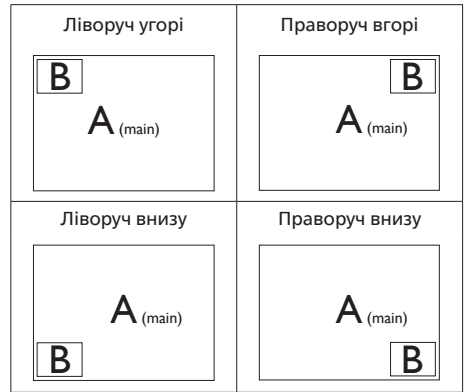 Ліворуч угорі
B
A (main)
Праворуч вгорі
B
A (main)
Ліворуч внизу
A (main)
B
Праворуч внизу
A (main)
B